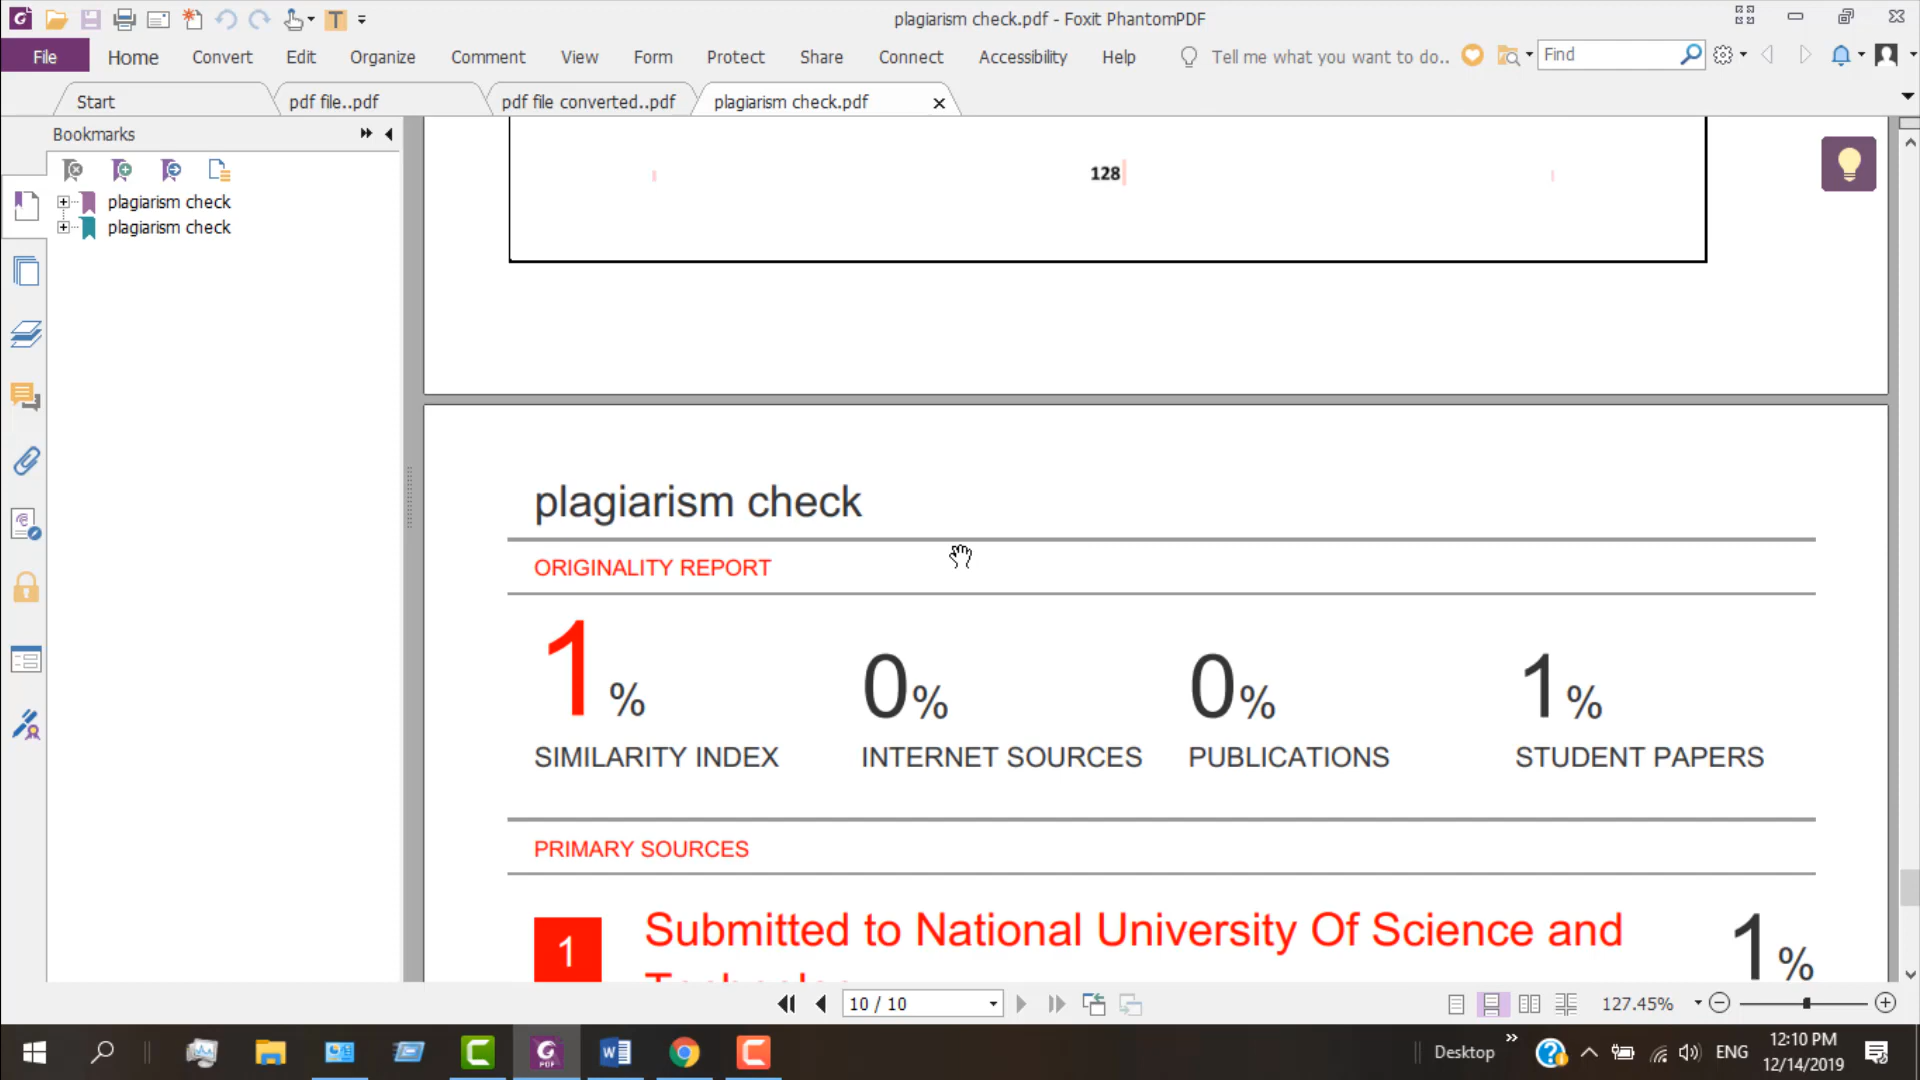 plagiarism check.pdf - Foxit PhantomPDF
File Home Convert Edit Organize Comment View Form Protect Share Connect Accessibility Help Tell me what you want to do.. Find
Start pdf file..pdf pdf file converted..pdf plagiarism check.pdf
Bookmarks
plagiarism check
plagiarism check
128
plagiarism check
ORIGINALITY REPORT
1% 0% 0% 1%
SIMILARITY INDEX INTERNET SOURCES PUBLICATIONS STUDENT PAPERS
PRIMARY SOURCES
1 Submitted to National University Of Science and 1%
10 / 10 127.45%
Desktop ENG 12:10 PM
12/14/2019